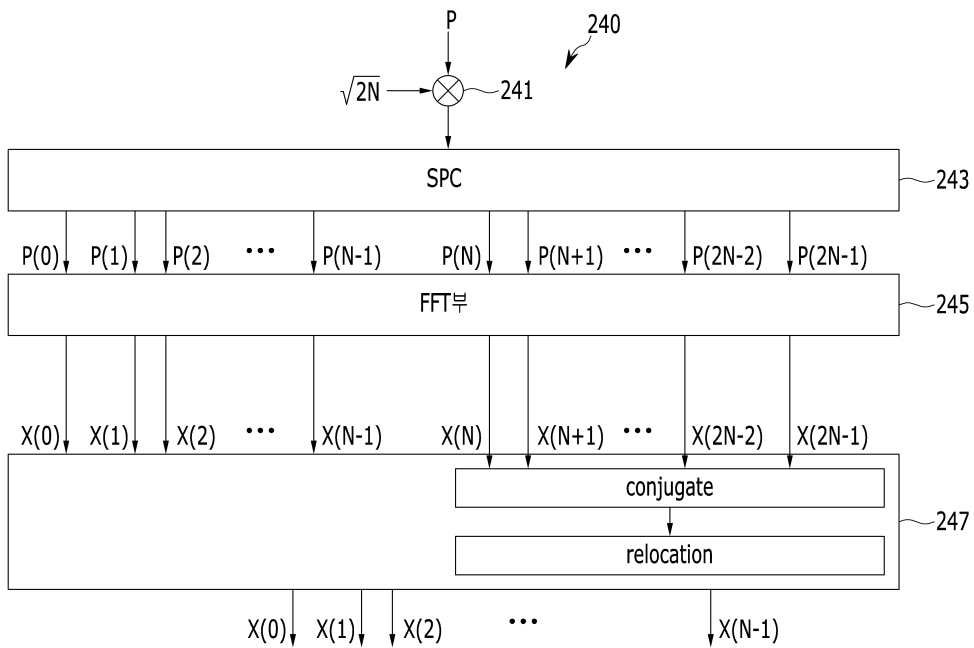 P
240
√2N
241
SPC
243
P(0) P(1) P(2) ••• P(N-1) P(N) P(N+1) ••• P(2N-2) P(2N-1)
FFT부
245
X(0) X(1) X(2) ••• X(N-1) X(N) X(N+1) ••• X(2N-2) X(2N-1)
conjugate
247
relocation
X(0) X(1) X(2) ••• X(N-1)